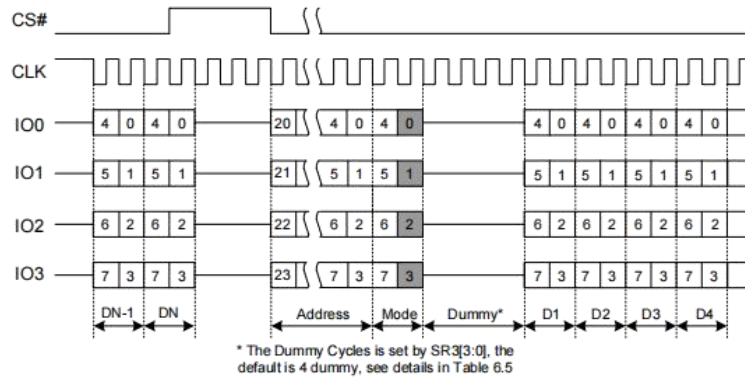 CS#
CLK
IO0 4 0 4 0 20 4 0 4 0 4 0 4 0 4 0 4 0
IO1 5 1 5 1 21 5 1 5 1 5 1 5 1 5 1 5 1
IO2 6 2 6 2 22 6 2 6 2 6 2 6 2 6 2 6 2
IO3 7 3 7 3 23 7 3 7 3 7 3 7 3 7 3 7 3
DN-1 DN Address Mode Dummy* D1 D2 D3 D4
* The Dummy Cycles is set by SR3[3:0], the
default is 4 dummy, see details in Table 6.5